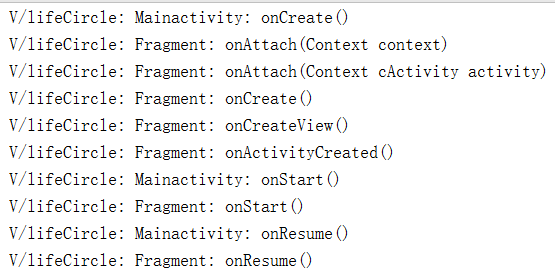 V/lifeCircle: Mainactivity: onCreate()
V/lifeCircle: Fragment: onAttach(Context context)
V/lifeCircle: Fragment: onAttach(Context cActivity activity)
V/lifeCircle: Fragment: onCreate()
V/lifeCircle: Fragment: onCreateView()
V/lifeCircle: Fragment: onActivityCreated()
V/lifeCircle: Mainactivity: onStart()
V/lifeCircle: Fragment: onStart()
V/lifeCircle: Mainactivity: onResume()
V/lifeCircle: Fragment: onResume()